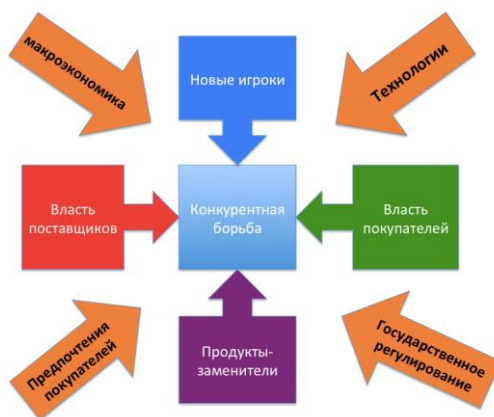 макроэкономика
Новые игроки
Технологии
Власть
поставщиков
Конкурентная
борьба
Власть
покупателей
Предпочтения
покупателей
Продукты-
заменители
Государственное
регулирование